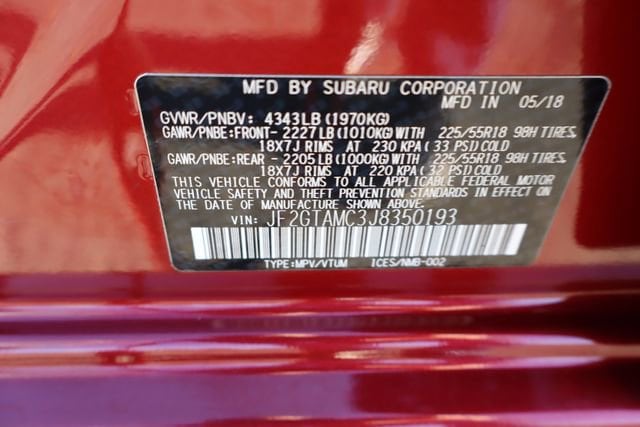 MFD BY SUBARU CORPORATION
MFD IN 05/18
GVWR/PNBV: 4343LB (1970KG)
GAWR/PNBE:FRONT- 2227LB (1010KG) WITH 225/55R18 98H TIRES.
18X7J RIMS AT 230 KPA ( 33 PSI) COLD
GAWR/PNBE:REAR - 2205LB (1000KG) WITH 225/55R18 98H TIRES.
18X7J RIMS AT 220 KPA ( 32 PSI) COLD
THIS VEHICLE CONFORMS TO ALL APPLICABLE FEDERAL MOTOR
VEHICLE SAFETY AND THEFT PREVENTION STANDARDS IN EFFECT ON
THE DATE OF MANUFACTURE SHOWN ABOVE.
VIN: JF2GTAMC3J8350193
TYPE:MPV/VTUM ICES/NMB-002